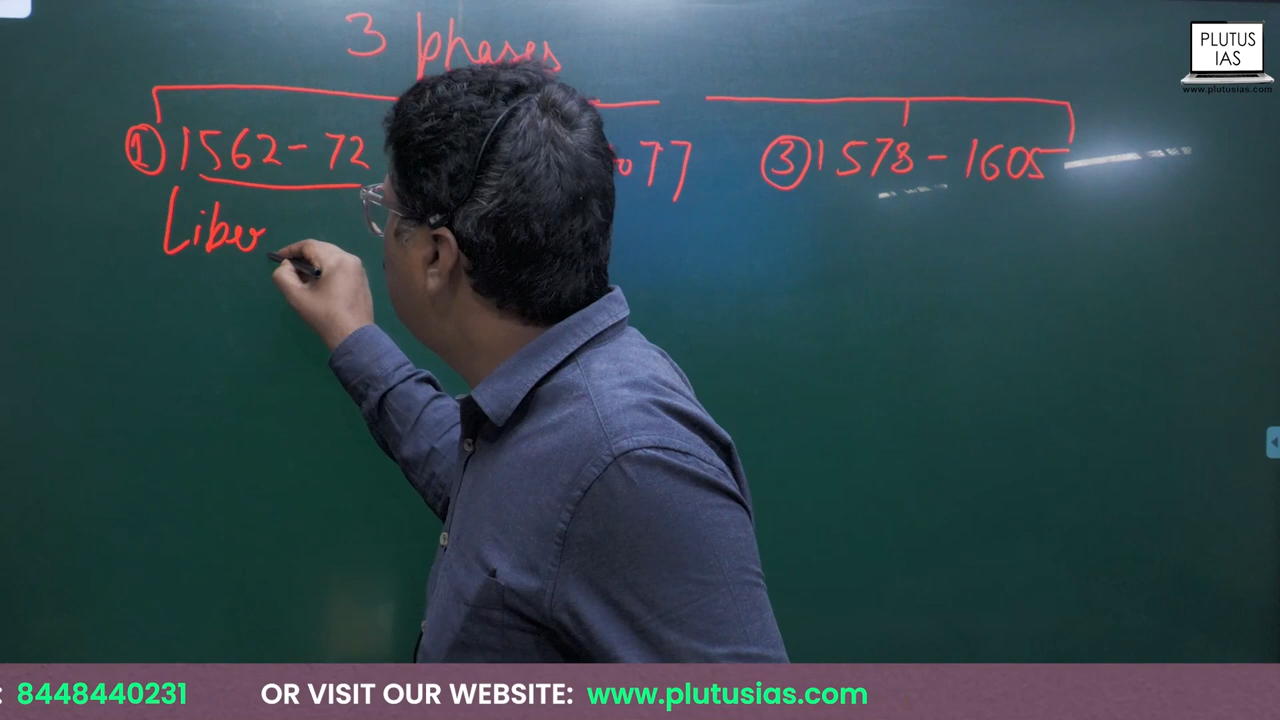 3 phases
① 1562 - 72
77
③ 1578 - 1605
Liber
PLUTUS
IAS
www.plutusias.com
: 8448440231 OR VISIT OUR WEBSITE: www.plutusias.com